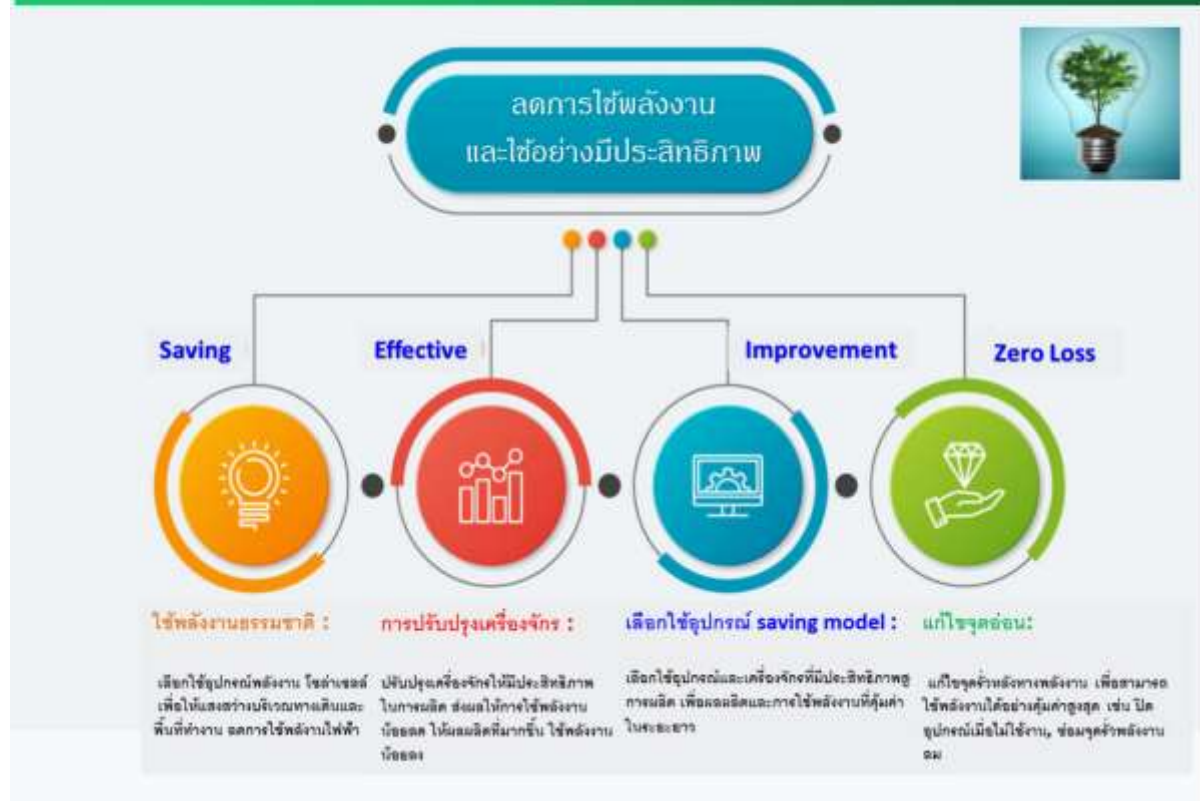 ลดการใช้พลังงาน
และใช้อย่างมีประสิทธิภาพ
Saving
Effective
Improvement
Zero Loss
ใช้พลังงานธรรมชาติ :
เลือกใช้อุปกรณ์พลังงาน โซล่าเซลล์
เพื่อให้แสงสว่างบริเวณทางเดินและ
พื้นที่ทำงาน ลดการใช้พลังงานไฟฟ้า
การปรับปรุงเครื่องจักร :
ปรับปรุงเครื่องจักรให้มีประสิทธิภาพ
ในการผลิต ส่งผลให้การใช้พลังงาน
น้อยลด ให้ผลผลิตที่มากขึ้น ใช้พลังงาน
น้อยลง
เลือกใช้อุปกรณ์ saving model :
เลือกใช้อุปกรณ์และเครื่องจักรที่มีประสิทธิภาพสู
การผลิต เพื่อผลผลิตและการใช้พลังงานที่คุ้มค่า
ในระยะยาว
แก้ไขจุดอ่อน:
แก้ไขจุดรั่วหลังทางพลังงาน เพื่อสามารถ
ใช้พลังงานได้อย่างคุ้มค่าสูงสุด เช่น ปิด
อุปกรณ์เมื่อไม่ใช้งาน, ซ่อมจุดรั่วพลังงาน
ลม